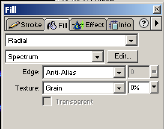 Fill
Stroke Fill Effect Info ?
Radial
Spectrum Edit...
Edge: Anti-Alias 0
Texture: Grain 0%
Transparent